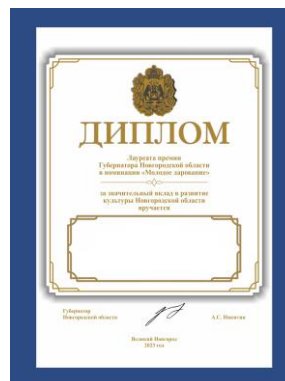 ДИПЛОМ
Лауреата премии
Губернатора Новгородской области
в номинации «Молодое дарование»
за значительный вклад в развитие
культуры Новгородской области
вручается
Губернатор
Новгородской области
А.С. Никитин
Великий Новгород
2023 год